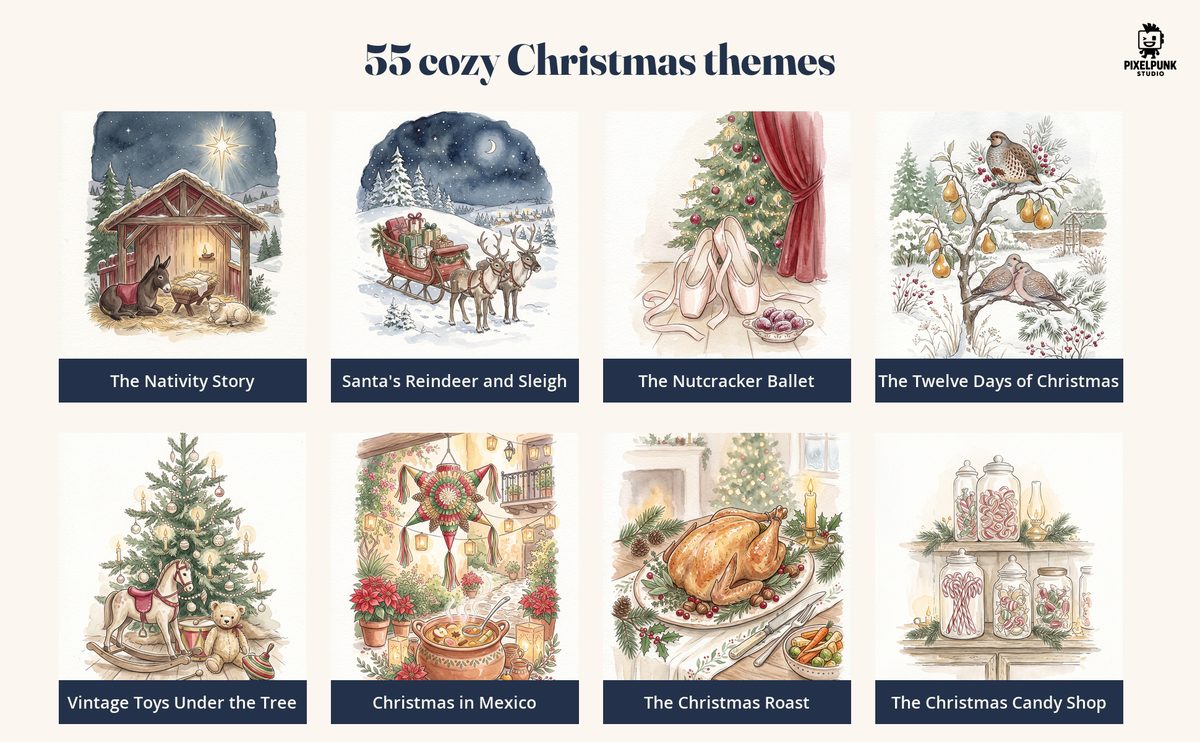 55 cozy Christmas themes
PIXELPUNK
STUDIO
The Nativity Story
Santa's Reindeer and Sleigh
The Nutcracker Ballet
The Twelve Days of Christmas
Vintage Toys Under the Tree
Christmas in Mexico
The Christmas Roast
The Christmas Candy Shop